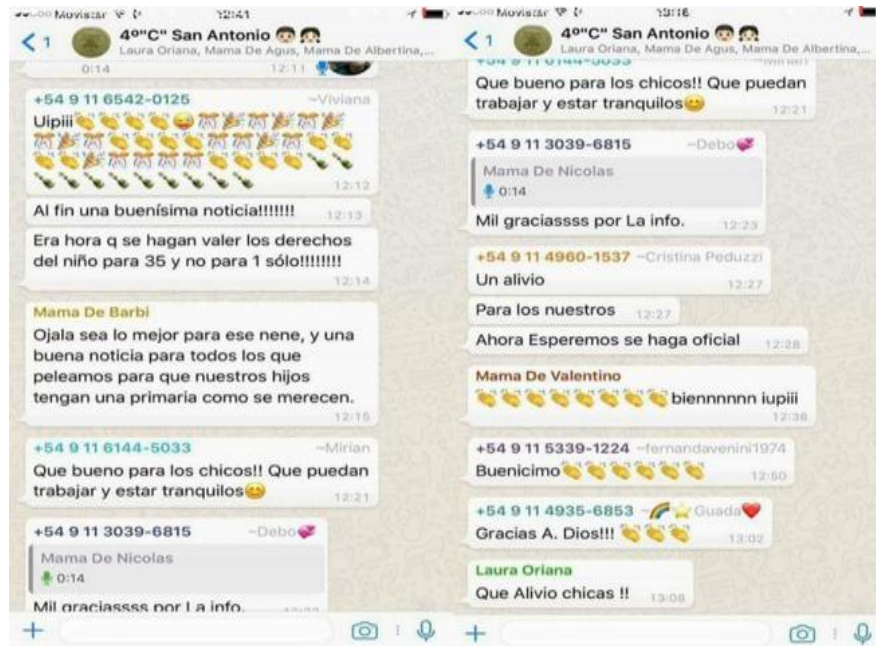 Movistar
12:41
1
4º"C" San Antonio
Laura Oriana, Mama De Agus, Mama De Albertina,...
0:14
12:11
+54 9 11 6542-0125
~Viviana
Uipiii
12:12
Al fin una buenísima noticia!!!!!!!
12:13
Era hora q se hagan valer los derechos
del niño para 35 y no para 1 sólo!!!!!!!!
12:14
Mama De Barbi
Ojala sea lo mejor para ese nene, y una
buena noticia para todos los que
peleamos para que nuestros hijos
tengan una primaria como se merecen.
12:15
+54 9 11 6144-5033
~Mirian
Que bueno para los chicos!! Que puedan
trabajar y estar tranquilos
12:21
+54 9 11 3039-6815
~Debo
Mama De Nicolas
0:14
Mil graciassss por La info.
Movistar
13:16
1
4º"C" San Antonio
Laura Oriana, Mama De Agus, Mama De Albertina,...
+54 9 11 6144-5033
~Mirian
Que bueno para los chicos!! Que puedan
trabajar y estar tranquilos
12:21
+54 9 11 3039-6815
~Debo
Mama De Nicolas
0:14
Mil graciassss por La info.
12:23
+54 9 11 4960-1537 ~Cristina Peduzzi
Un alivio
12:27
Para los nuestros
12:27
Ahora Esperemos se haga oficial
12:28
Mama De Valentino
biennnnnn iupiii
12:36
+54 9 11 5339-1224 ~fernandavenini1974
Buenicimo
12:50
+54 9 11 4935-6853 ~Guada
Gracias A. Dios!!!
13:02
Laura Oriana
Que Alivio chicas !!
13:08